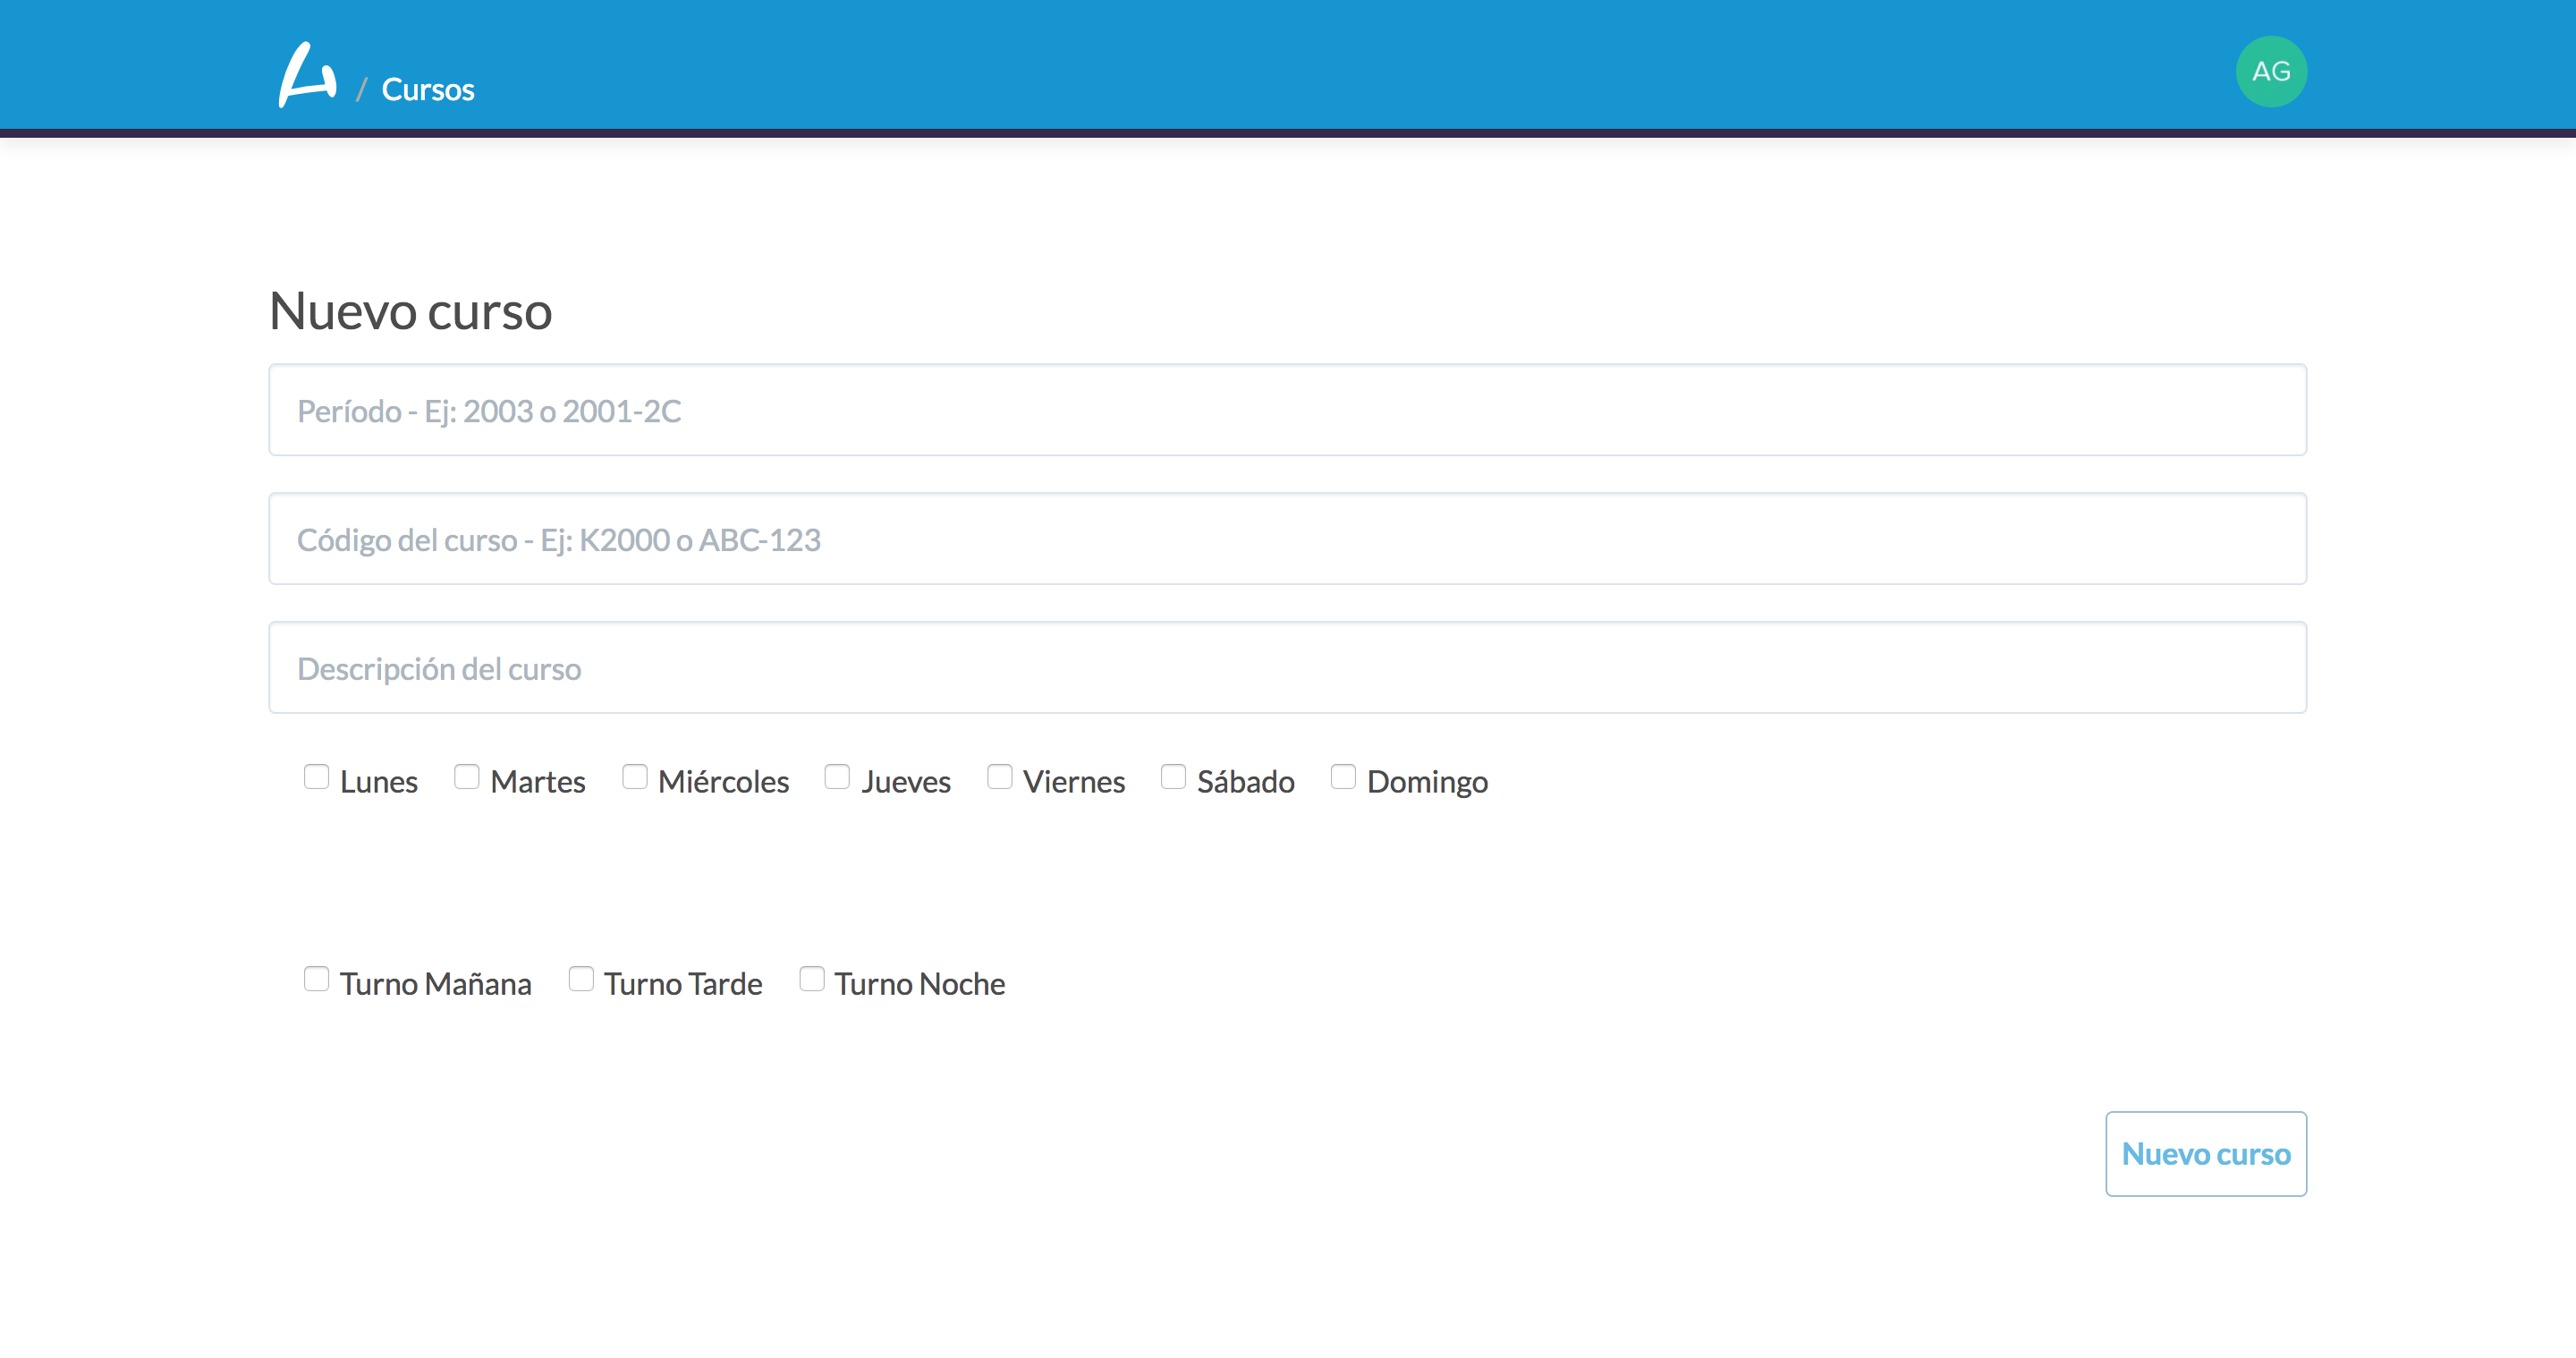 / Cursos
AG
Nuevo curso
Período - Ej: 2003 o 2001-2C
Código del curso - Ej: K2000 o ABC-123
Descripción del curso
Lunes Martes Miércoles Jueves Viernes Sábado Domingo
Turno Mañana Turno Tarde Turno Noche
Nuevo curso